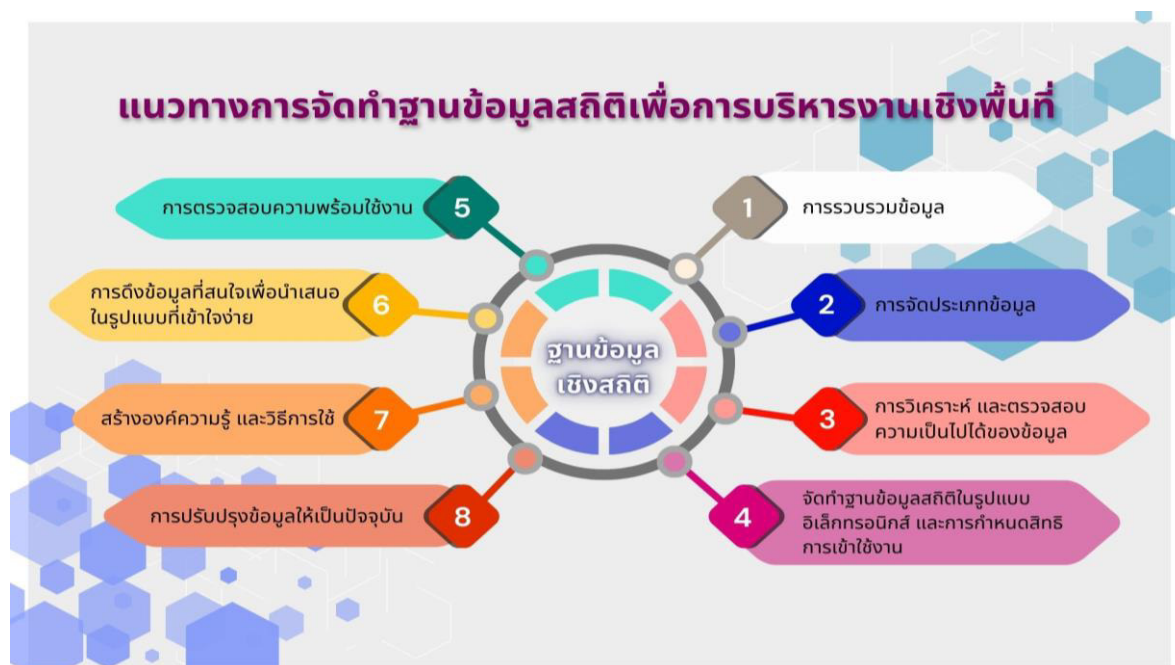 แนวทางการจัดทำฐานข้อมูลสถิติเพื่อการบริหารงานเชิงพื้นที่
ฐานข้อมูล
เชิงสถิติ
1
การรวบรวมข้อมูล
2
การจัดประเภทข้อมูล
3
การวิเคราะห์ และตรวจสอบ
ความเป็นไปได้ของข้อมูล
4
จัดทำฐานข้อมูลสถิติในรูปแบบ
อิเล็กทรอนิกส์ และการกำหนดสิทธิ
การเข้าใช้งาน
5
การตรวจสอบความพร้อมใช้งาน
6
การดึงข้อมูลที่สนใจเพื่อนำเสนอ
ในรูปแบบที่เข้าใจง่าย
7
สร้างองค์ความรู้ และวิธีการใช้
8
การปรับปรุงข้อมูลให้เป็นปัจจุบัน